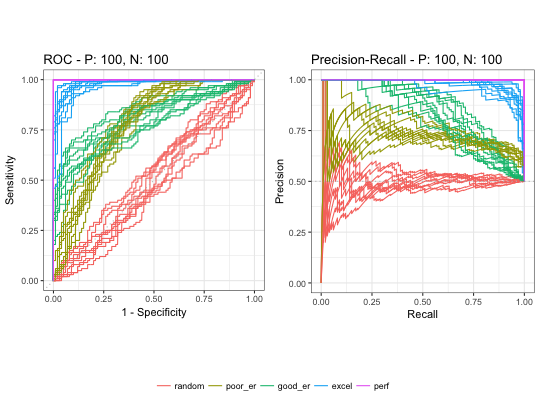 ROC - P: 100, N: 100
Precision-Recall - P: 100, N: 100
Sensitivity
1.00
0.75
0.50
0.25
0.00
0.00 0.25 0.50 0.75 1.00
1 - Specificity
Precision
1.00
0.75
0.50
0.25
0.00
0.00 0.25 0.50 0.75 1.00
Recall
random poor_er good_er excel perf